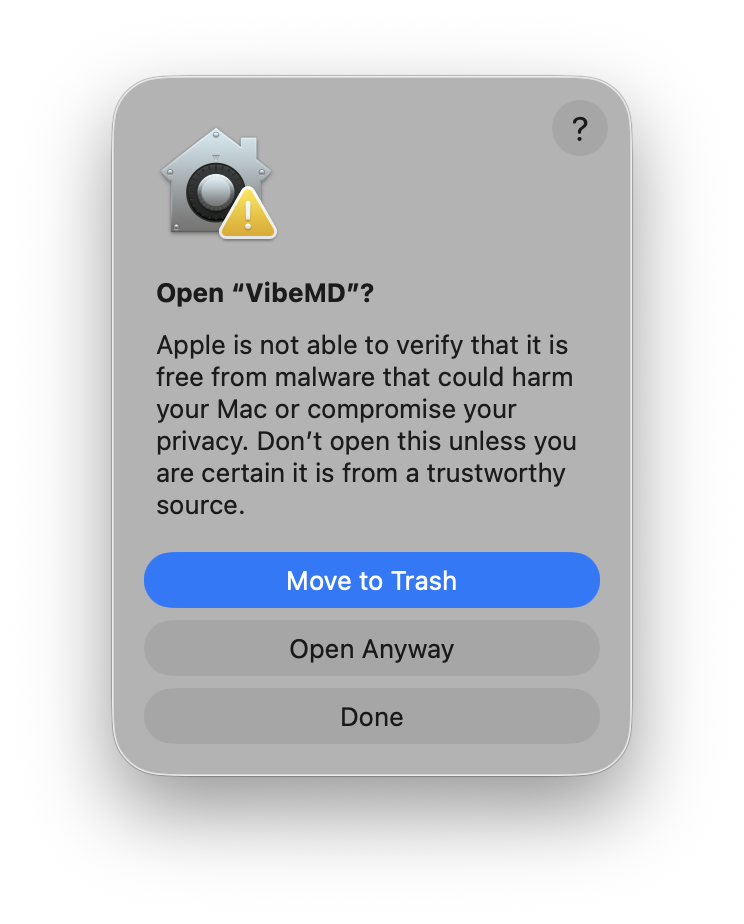 ?
Open “VibeMD”?
Apple is not able to verify that it is
free from malware that could harm
your Mac or compromise your
privacy. Don’t open this unless you
are certain it is from a trustworthy
source.
Move to Trash
Open Anyway
Done